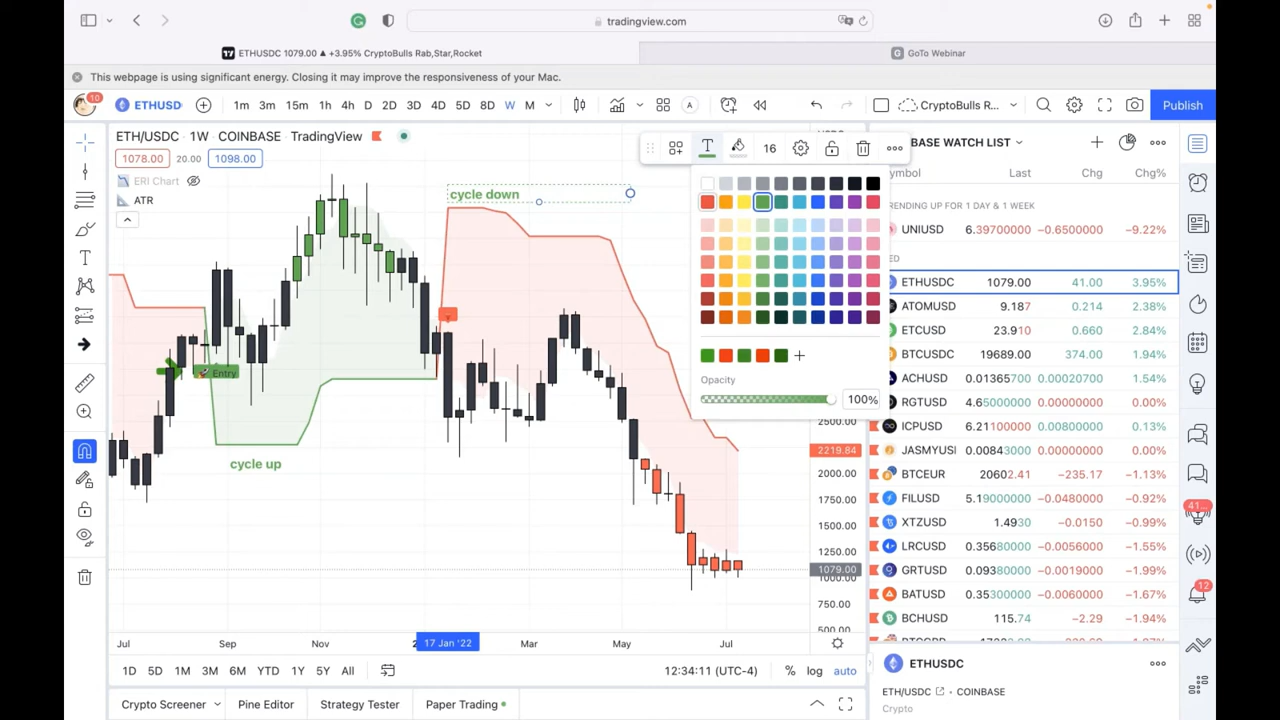 tradingview.com
ETHUSDC 1079.00 ▲ +3.95% CryptoBulls Rab,Star,Rocket
GoTo Webinar
This webpage is using significant energy. Closing it may improve the responsiveness of your Mac.
10
ETHUSD
1m 3m 15m 1h 4h D 2D 3D 4D 5D 8D W M
A
CryptoBulls R...
Publish
ETH/USDC 1W COINBASE TradingView
1078.00 20.00 1098.00
ERI Chart
ATR
T
16
BASE WATCH LIST
Symbol Last Chg Chg%
TRENDING UP FOR 1 DAY & 1 WEEK
UNIUSD 6.39700000 −0.6500000 −9.22%
ETHUSDC 1079.00 41.00 3.95%
ATOMUSD 9.187 0.214 2.38%
ETCUSD 23.910 0.660 2.84%
BTCUSDC 19689.00 374.00 1.94%
ACHUSD 0.01365700 0.00020700 1.54%
RGTUSD 4.65000000 0.00000000 0.00%
ICPUSD 6.21100000 0.00800000 0.13%
JASMYUSI 0.00843000 0.00000000 0.00%
BTCEUR 20602.41 −235.17 −1.13%
FILUSD 5.19000000 −0.0480000 −0.92%
XTZUSD 1.4930 −0.0150 −0.99%
LRCUSD 0.35680000 −0.0056000 −1.55%
GRTUSD 0.09380000 −0.0010000 −1.05%
BATUSD 0.35300000 −0.0060000 −1.67%
BCHUSD 115.74 −2.29 −1.94%
cycle down
Entry
cycle up
Opacity
100%
2500.00
2219.84
2000.00
1750.00
1500.00
1250.00
1079.00
1000.00
750.00
500.00
Jul Sep Nov 17 Jan '22 Mar May Jul
1D 5D 1M 3M 6M YTD 1Y 5Y All
12:34:11 (UTC-4) % log auto
Crypto Screener Pine Editor Strategy Tester Paper Trading
ETHUSDC
ETH/USDC COINBASE
Crypto
41...
12